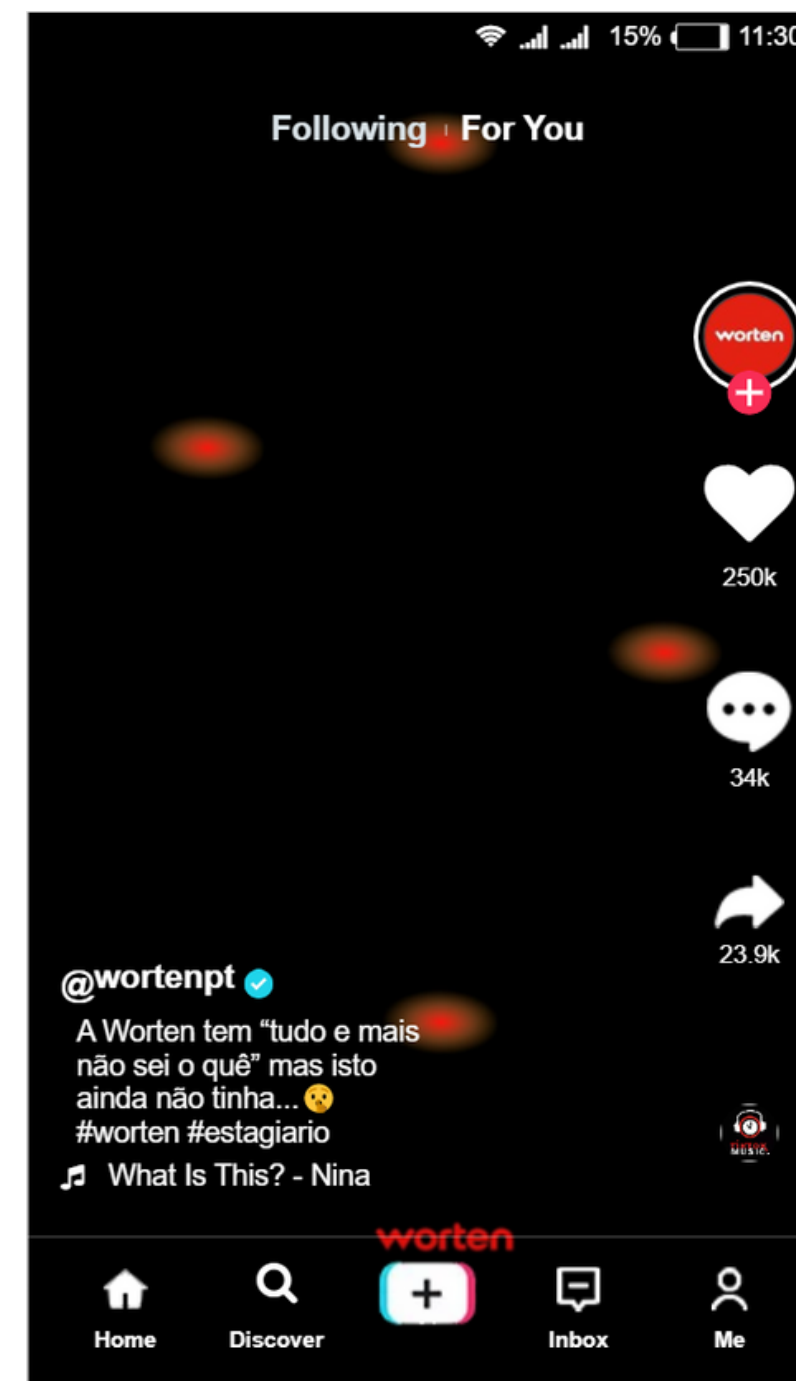 15% 11:30
Following For You
worten
250k
34k
23.9k
@wortenpt
A Worten tem “tudo e mais
não sei o quê” mas isto
ainda não tinha...🤫
#worten #estagiario
What Is This? - Nina
MUSIC.
worten
Home Discover Inbox Me